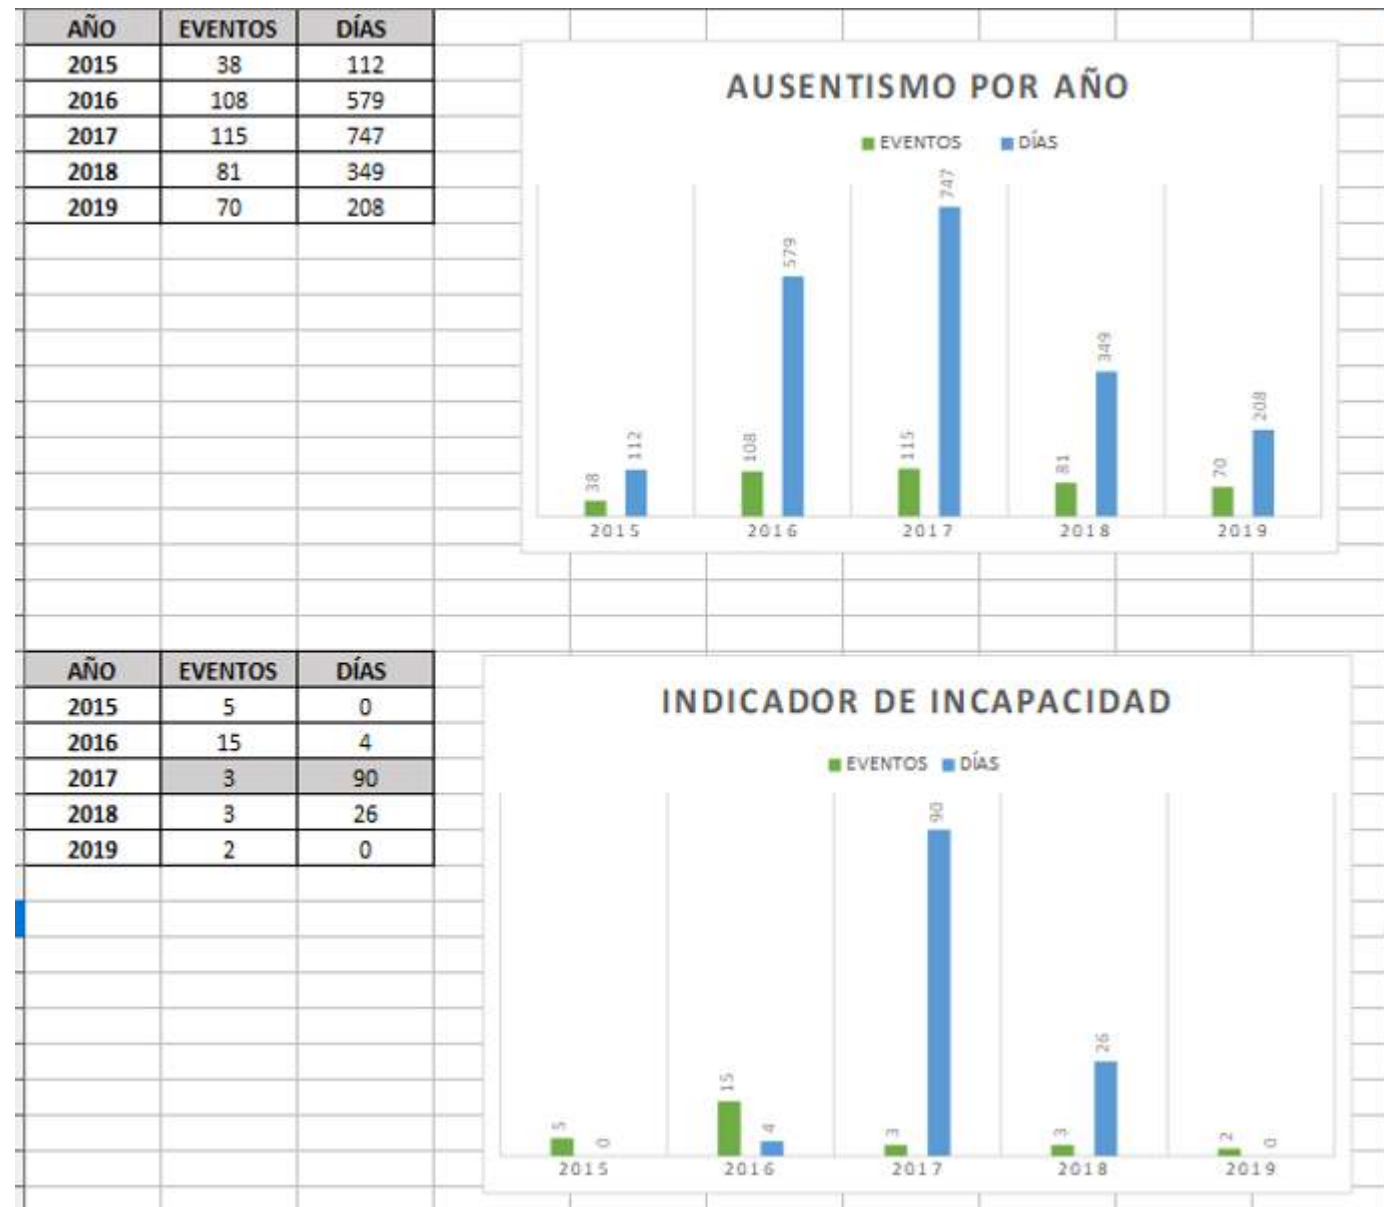 AÑO EVENTOS DÍAS
2015 38 112
2016 108 579
2017 115 747
2018 81 349
2019 70 208
AUSENTISMO POR AÑO
EVENTOS DÍAS
38 112 108 579 115 747 81 349 70 208
2015 2016 2017 2018 2019
AÑO EVENTOS DÍAS
2015 5 0
2016 15 4
2017 3 90
2018 3 26
2019 2 0
INDICADOR DE INCAPACIDAD
EVENTOS DÍAS
5 0 15 4 3 90 3 26 2 0
2015 2016 2017 2018 2019